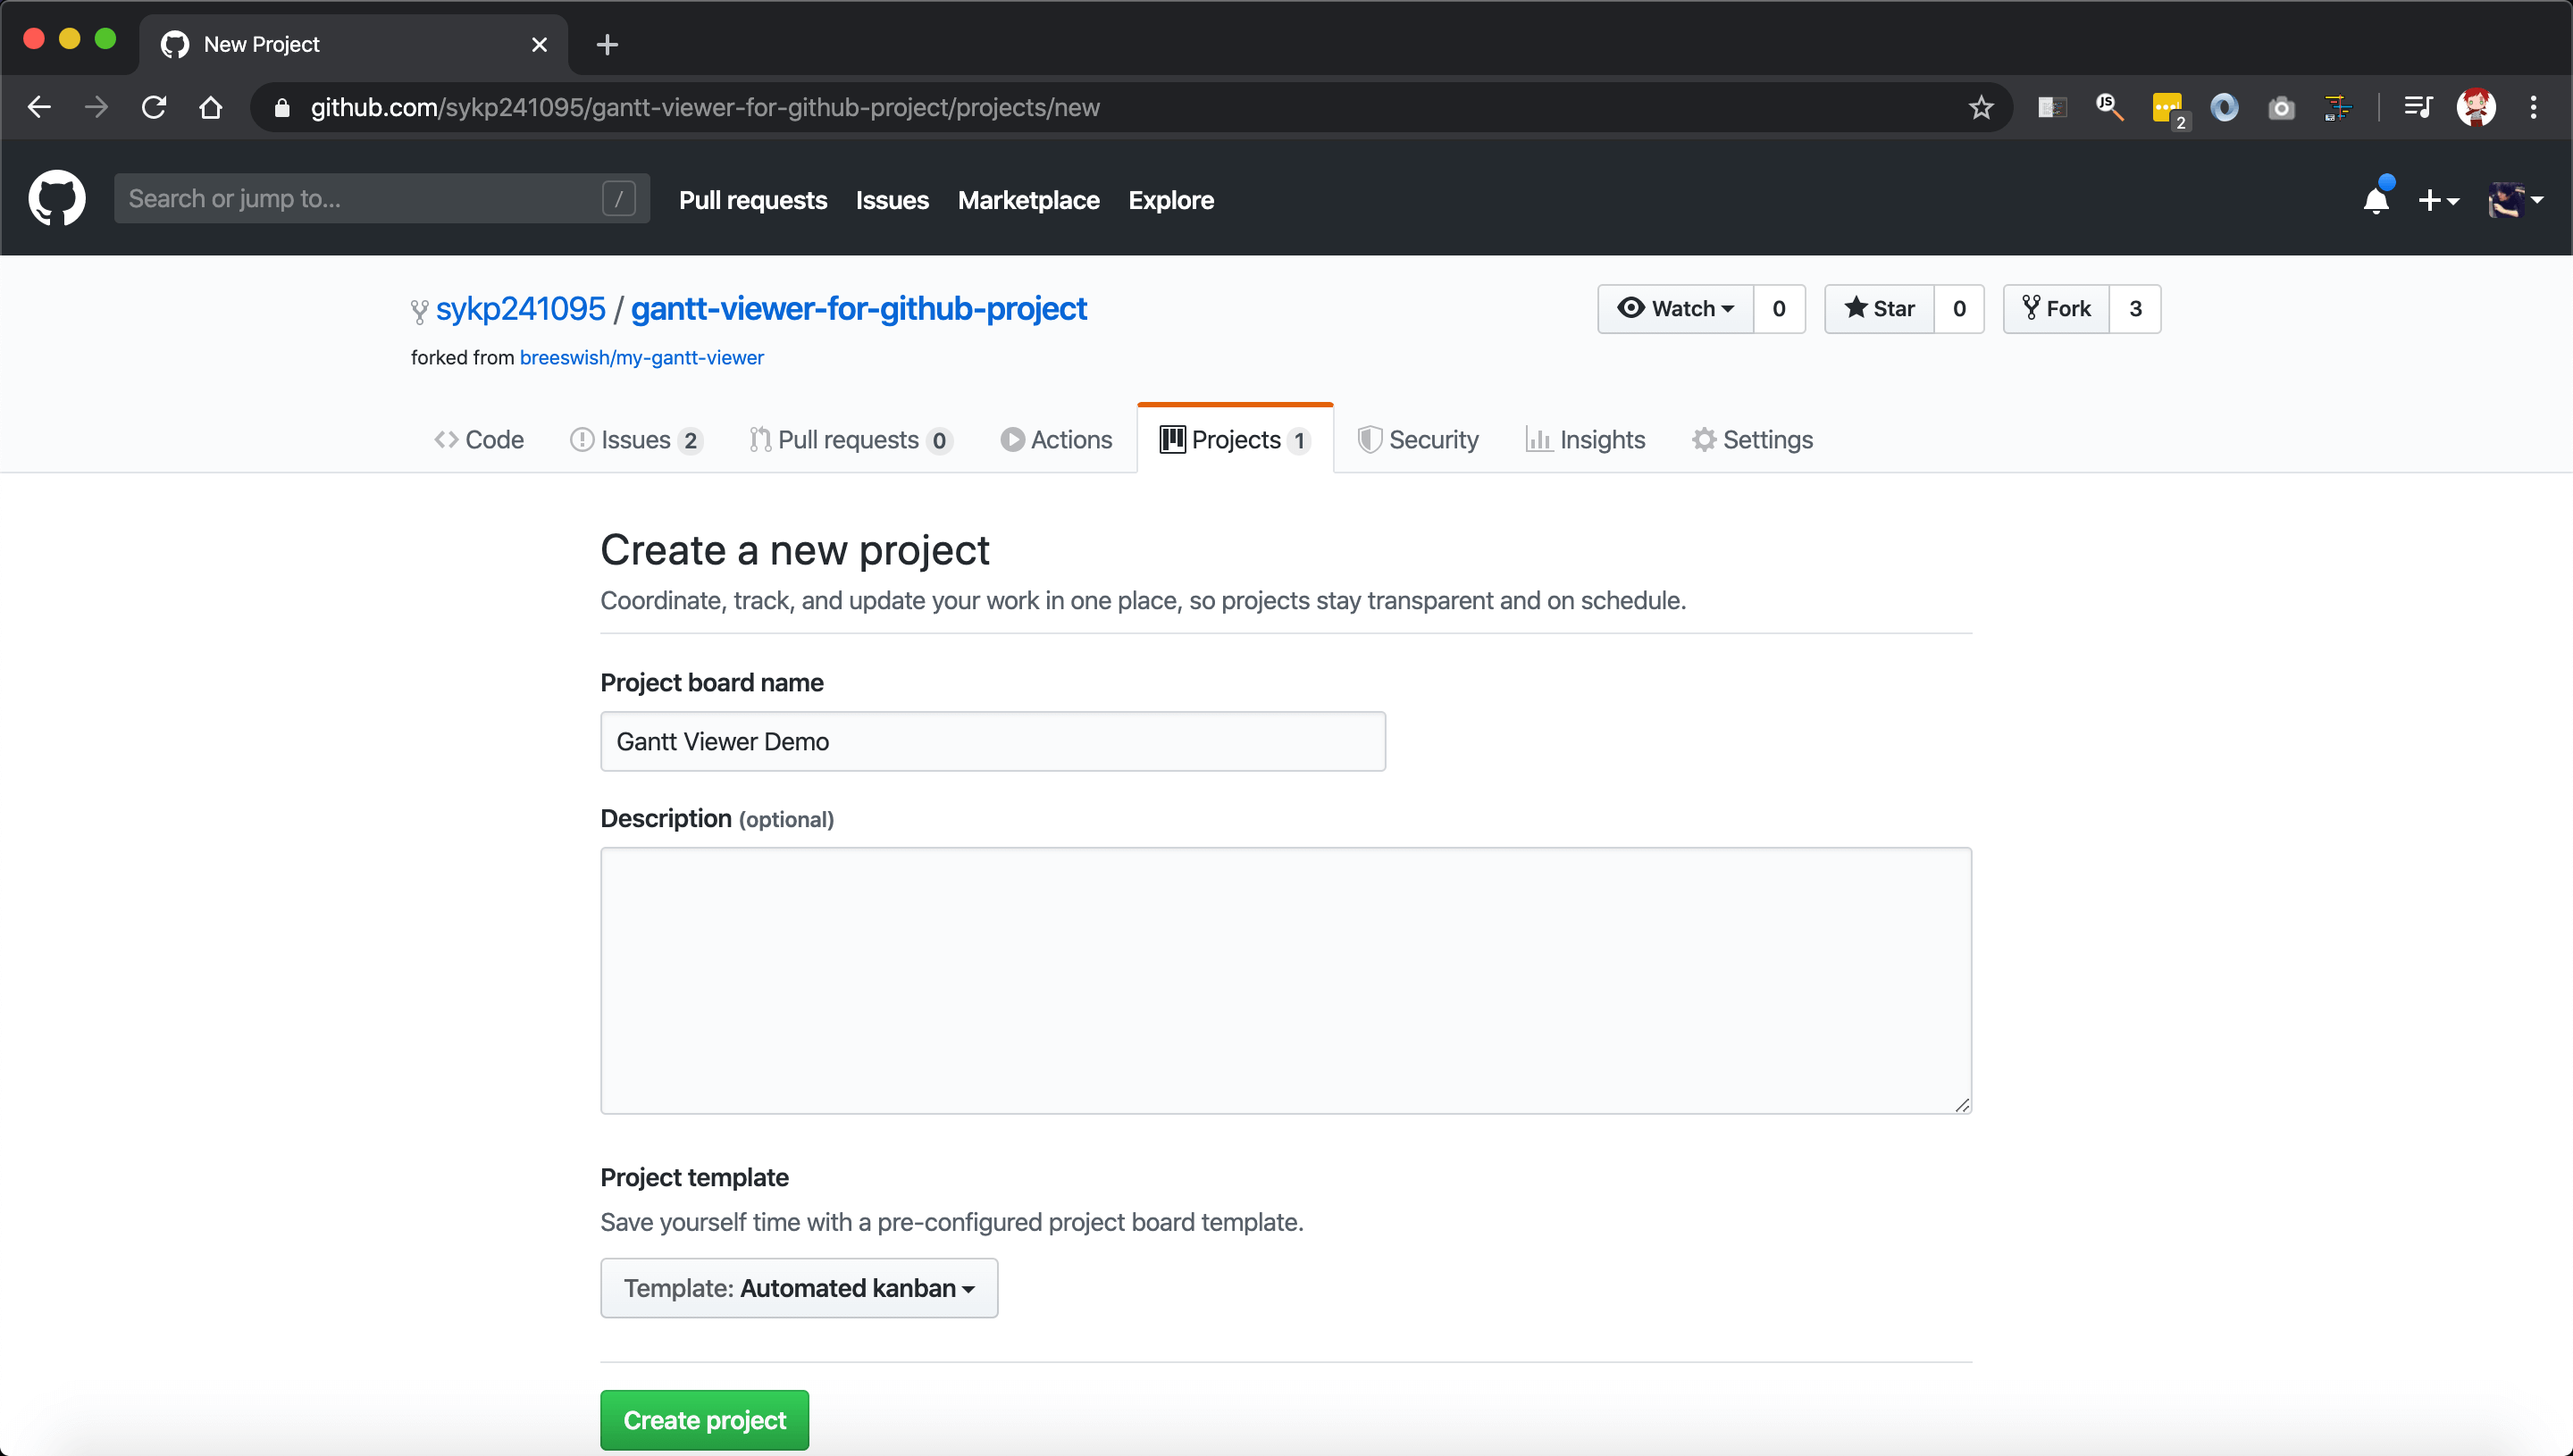 New Project
github.com/sykp241095/gantt-viewer-for-github-project/projects/new
2
Search or jump to... /
Pull requests Issues Marketplace Explore
sykp241095 / gantt-viewer-for-github-project
Watch 0 Star 0 Fork 3
forked from breeswish/my-gantt-viewer
Code Issues 2 Pull requests 0 Actions Projects 1 Security Insights Settings
Create a new project
Coordinate, track, and update your work in one place, so projects stay transparent and on schedule.
Project board name
Gantt Viewer Demo
Description (optional)
Project template
Save yourself time with a pre-configured project board template.
Template: Automated kanban
Create project